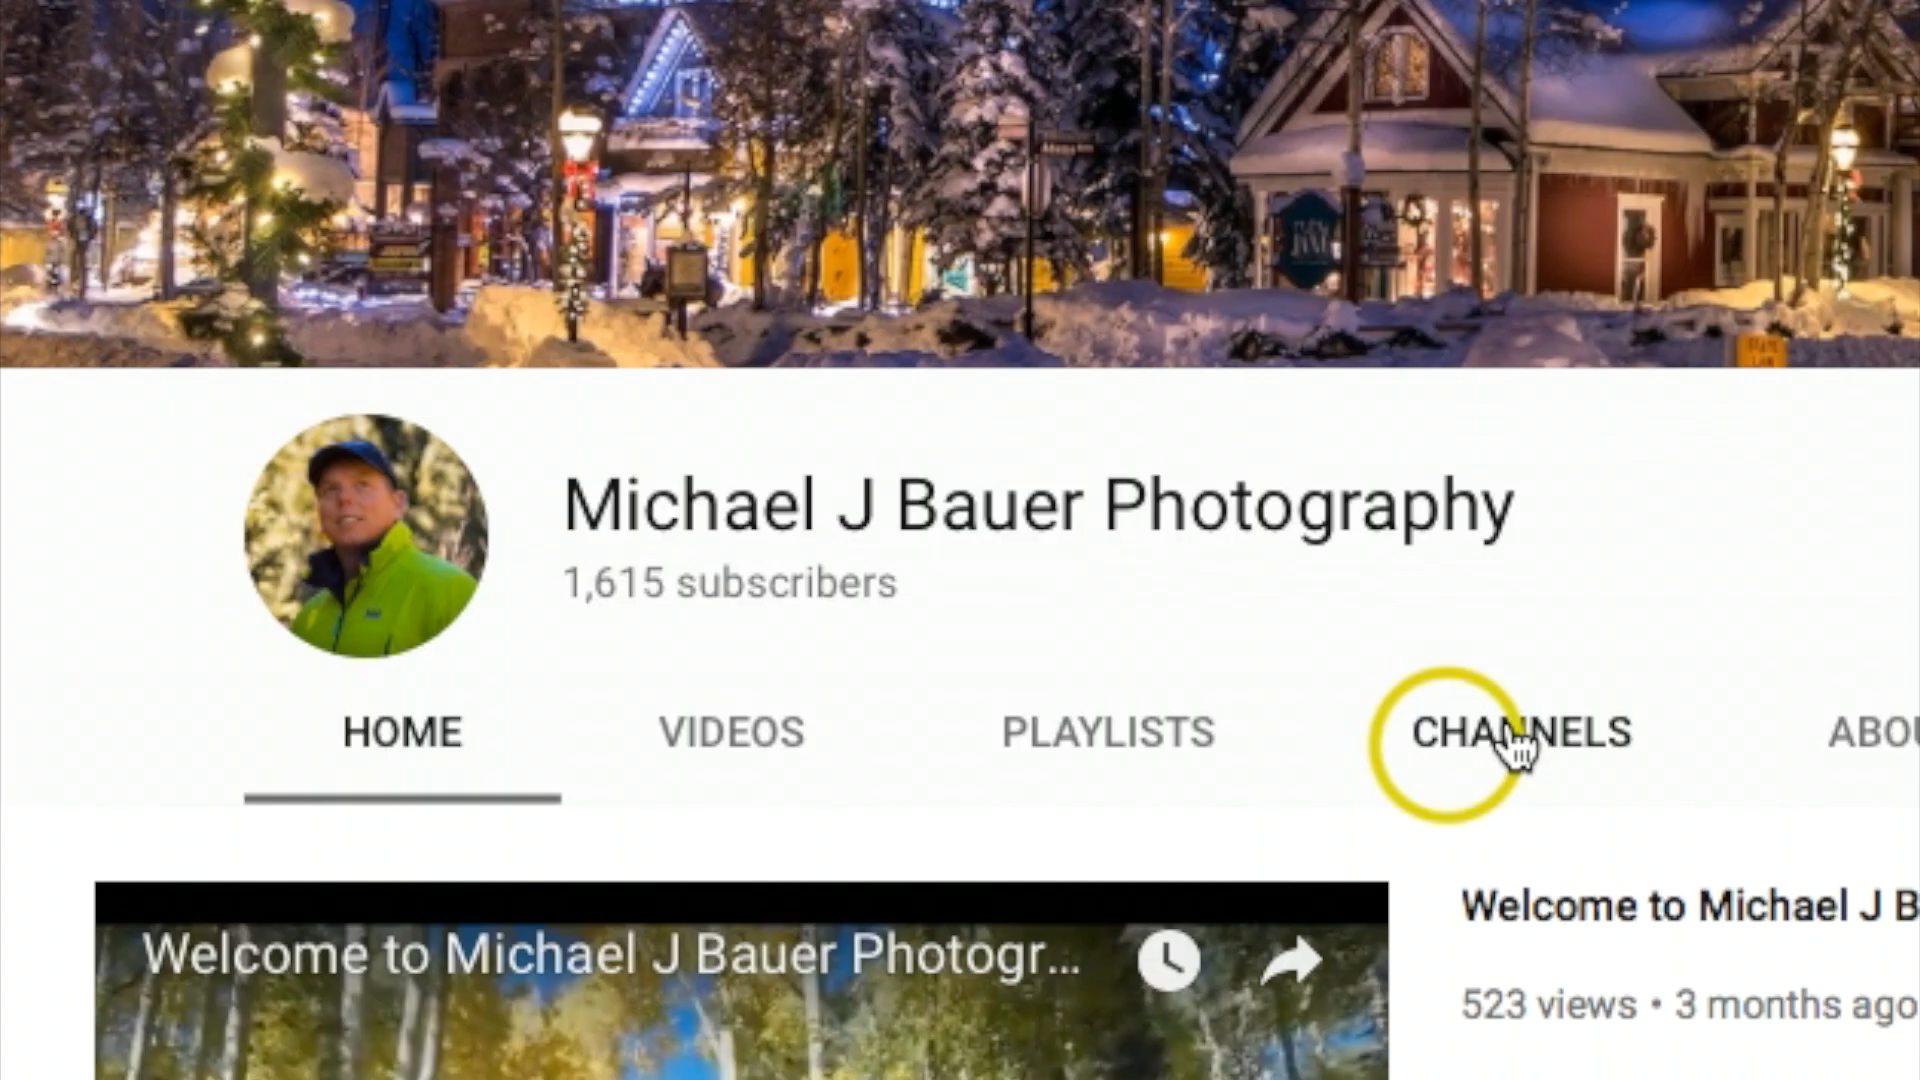 Michael J Bauer Photography
1,615 subscribers
HOME VIDEOS PLAYLISTS CHANNELS ABOU
Welcome to Michael J Bauer Photogr...
Welcome to Michael J B
523 views • 3 months ago